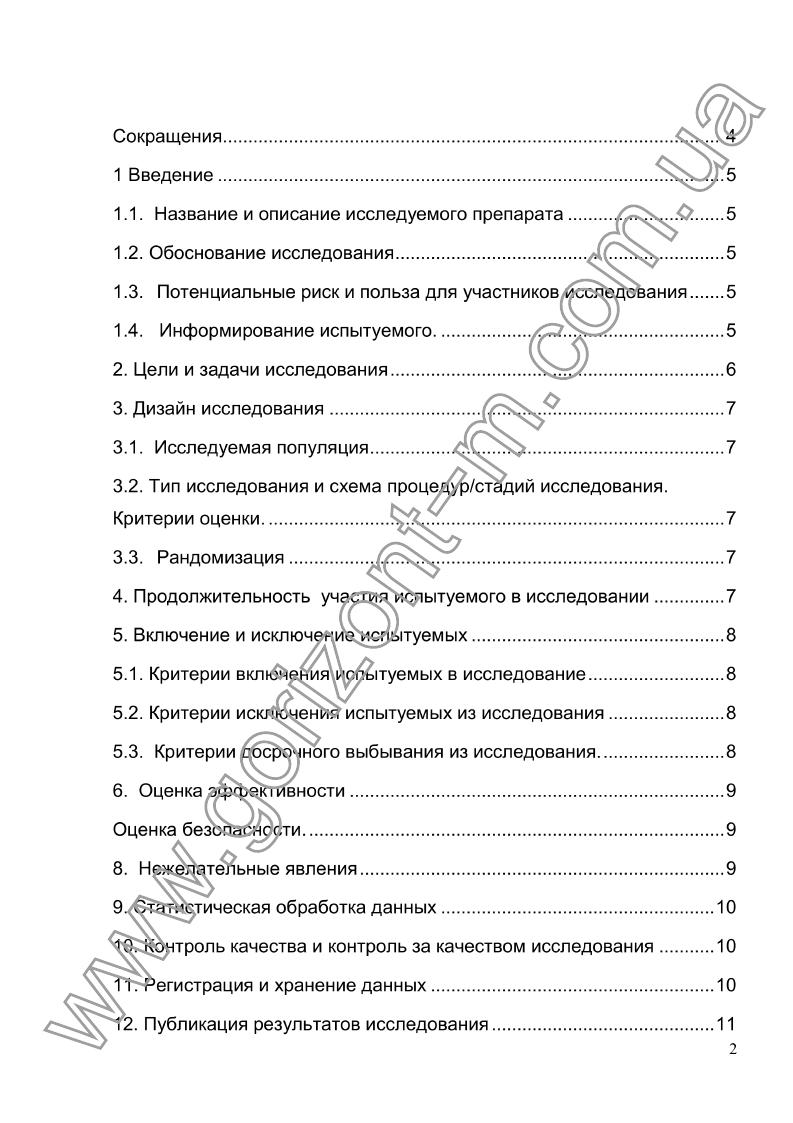 Сокращения.................................................................................................. 4
1 Введение ....................................................................................................5
1.1.  Название и описание исследуемого препарата ...............................5
1.2. Обоснование исследования.................................................................5
1.3.   Потенциальные риск и польза для участников исследования.......5
1.4.   Информирование испытуемого. ........................................................5
2. Цели и задачи исследования..................................................................6
3. Дизайн исследования ..............................................................................7
3.1.  Исследуемая популяция......................................................................7
3.2. Тип исследования и схема процедур/стадий исследования.
Критерии оценки. ..........................................................................................7
3.3.   Рандомизация ......................................................................................7
4. Продолжительность  участия испытуемого в исследовании ..............7
5. Включение и исключение испытуемых ..................................................8
5.1. Критерии включения испытуемых в исследование...........................8
5.2. Критерии исключения испытуемых из исследования .......................8
5.3.  Критерии досрочного выбывания из исследования. ........................8
6.  Оценка эффективности ..........................................................................9
Оценка безопасности. ..................................................................................9
8.  Нежелательные явления........................................................................9
9. Статистическая обработка данных ......................................................10
10. Контроль качества и контроль за качеством исследования ...........10
11. Регистрация и хранение данных ........................................................10
12. Публикация результатов исследования............................................11
2
www.gorizont-m.com.ua